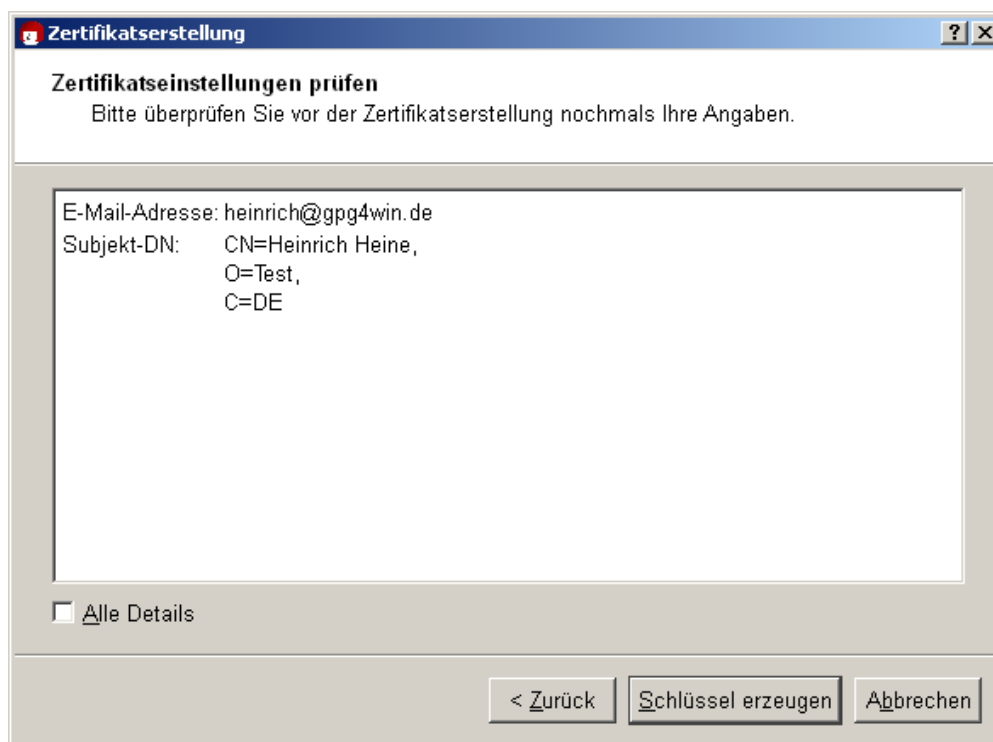 Zertifikatserstellung
Zertifikatseinstellungen prüfen
Bitte überprüfen Sie vor der Zertifikatserstellung nochmals Ihre Angaben.
E-Mail-Adresse: heinrich@gpg4win.de
Subjekt-DN: CN=Heinrich Heine,
O=Test,
C=DE
Alle Details
< Zurück Schlüssel erzeugen Abbrechen